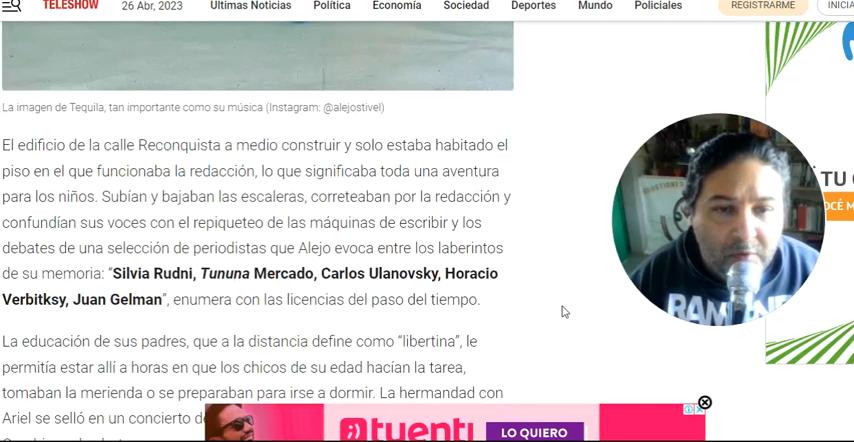 TELESHOW
26 Abr, 2023
Últimas Noticias
Política
Economía
Sociedad
Deportes
Mundo
Policiales
REGISTRARME
INICIA
La imagen de Tequila, tan importante como su música (Instagram: @alejostivel)
El edificio de la calle Reconquista a medio construir y solo estaba habitado el
piso en el que funcionaba la redacción, lo que significaba toda una aventura
para los niños. Subían y bajaban las escaleras, correteaban por la redacción y
confundían sus voces con el repiqueteo de las máquinas de escribir y los
debates de una selección de periodistas que Alejo evoca entre los laberintos
de su memoria: “Silvia Rudni, Tununa Mercado, Carlos Ulanovsky, Horacio
Verbitksy, Juan Gelman”, enumera con las licencias del paso del tiempo.
La educación de sus padres, que a la distancia define como “libertina”, le
permitía estar allí a horas en que los chicos de su edad hacían la tarea,
tomaban la merienda o se preparaban para irse a dormir. La hermandad con
Ariel se selló en un concierto de
tuenti
LO QUIERO
TU
OCÉ M
RAM NE